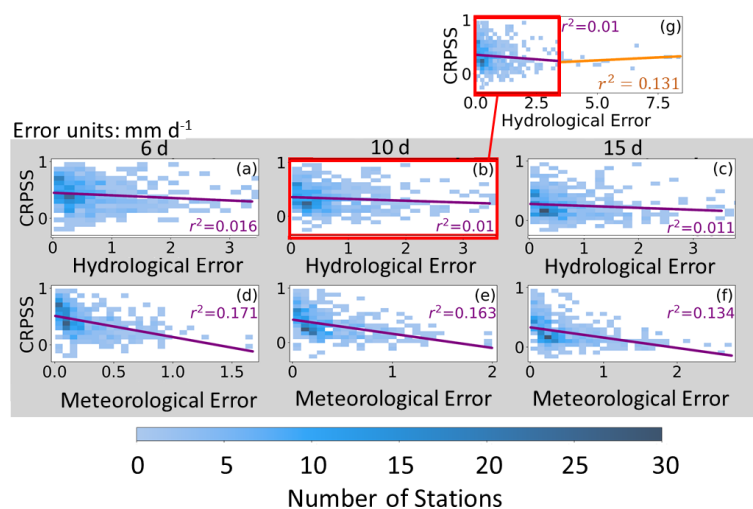 (g)
r²=0.01
CRPSS
1
0
r² = 0.131
0.0 2.5 5.0 7.5
Hydrological Error
Error units: mm d⁻¹
6 d 10 d 15 d
CRPSS
1
0
(a) (b) (c)
r²=0.016 r²=0.01 r²=0.011
0 1 2 3 0 1 2 3 0 1 2 3
Hydrological Error Hydrological Error Hydrological Error
CRPSS
1
0
(d) (e) (f)
r²=0.171 r²=0.163 r²=0.134
0.0 0.5 1.0 1.5 0 1 2 0 1 2
Meteorological Error Meteorological Error Meteorological Error
0 5 10 15 20 25 30
Number of Stations